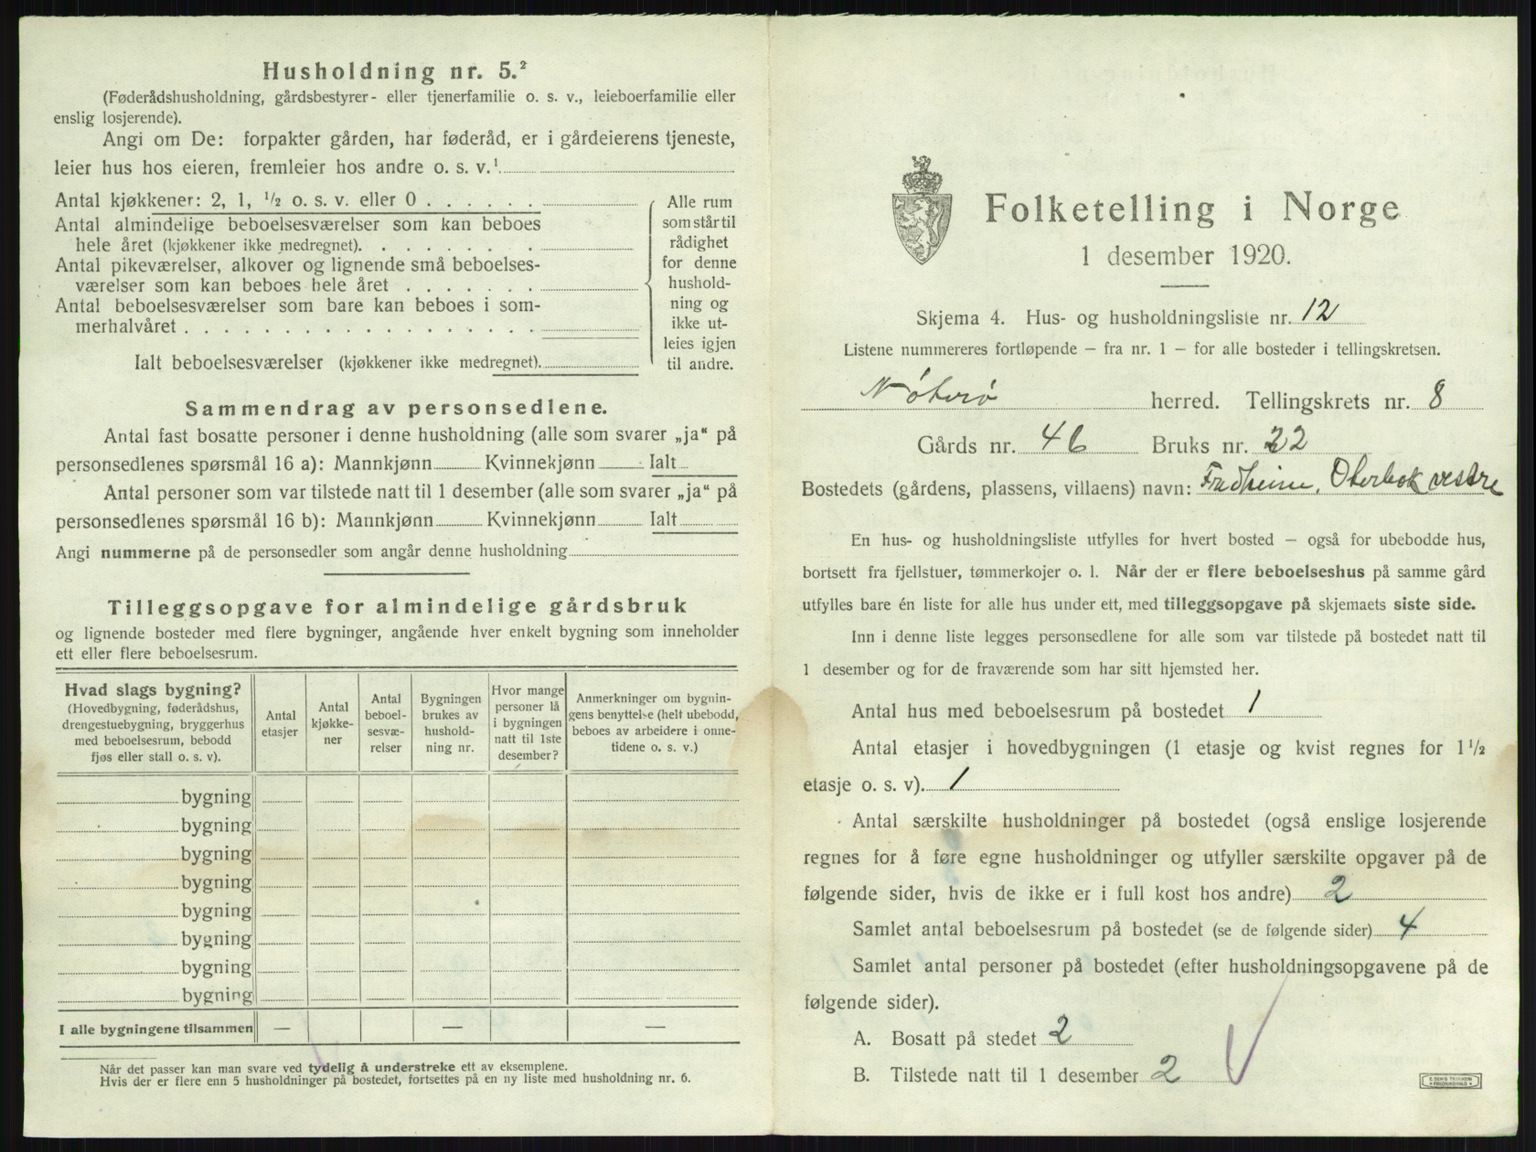 Husholdning nr. 5.²
(Føderådshusholdning, gårdsbestyrer- eller tjenerfamilie o. s. v., leieboerfamilie eller
enslig losjerende).
Angi om De: forpakter gården, har føderåd, er i gårdeierens tjeneste,
leier hus hos eieren, fremleier hos andre o. s. v.¹
Antal kjøkkener: 2, 1, ½ o. s. v. eller 0 . . . . . .
Antal almindelige beboelsesværelser som kan beboes
hele året (kjøkkener ikke medregnet). . . . . . . .
Antal pikeværelser, alkover og lignende små beboelses-
værelser som kan beboes hele året . . . . . . .
Antal beboelsesværelser som bare kan beboes i som-
merhalvåret . . . . . . . . . . . . . . . . . .
Ialt beboelsesværelser (kjøkkener ikke medregnet).
Alle rum
som står til
rådighet
for denne
hushold-
ning og
ikke ut-
leies igjen
til andre.
Sammendrag av personsedlene.
Antal fast bosatte personer i denne husholdning (alle som svarer „ja“ på
personsedlenes spørsmål 16 a): Mannkjønn Kvinnekjønn Ialt
Antal personer som var tilstede natt til 1 desember (alle som svarer „ja“ på
personsedlenes spørsmål 16 b): Mannkjønn Kvinnekjønn Ialt
Angi nummerne på de personsedler som angår denne husholdning
Tilleggsopgave for almindelige gårdsbruk
og lignende bosteder med flere bygninger, angående hver enkelt bygning som inneholder
ett eller flere beboelsesrum.
Hvad slags bygning?
(Hovedbygning, føderådshus,
drengestuebygning, bryggerhus
med beboelsesrum, bebodd
fjøs eller stall o. s. v).
Antal
etasjer
Antal
kjøkke-
ner
Antal
beboel-
sesvæ-
relser
Bygningen
brukes av
hushold-
ning nr.
Hvor mange
personer lå
i bygningen
natt til 1ste
desember?
Anmerkninger om bygnin-
gens benyttelse (helt ubebodd,
beboes av arbeidere i onne-
tidene o. s. v.)
bygning
bygning
bygning
bygning
bygning
bygning
bygning
bygning
I alle bygningene tilsammen — — —
Når det passer kan man svare ved tydelig å understreke ett av eksemplene.
Hvis der er flere enn 5 husholdninger på bostedet, fortsettes på en ny liste med husholdning nr. 6.
Folketelling i Norge
1 desember 1920.
Skjema 4. Hus- og husholdningsliste nr. 12
Listene nummereres fortløpende – fra nr. 1 – for alle bosteder i tellingskretsen.
Nøterø herred. Tellingskrets nr. 8
Gårds nr. 46 Bruks nr. 22
Bostedets (gårdens, plassens, villaens) navn: Fredheim, Oterbek vestre
En hus- og husholdningsliste utfylles for hvert bosted – også for ubebodde hus,
bortsett fra fjellstuer, tømmerkojer o. l. Når der er flere beboelseshus på samme gård
utfylles bare én liste for alle hus under ett, med tilleggsopgave på skjemaets siste side.
Inn i denne liste legges personsedlene for alle som var tilstede på bostedet natt til
1 desember og for de fraværende som har sitt hjemsted her.
Antal hus med beboelsesrum på bostedet 1
Antal etasjer i hovedbygningen (1 etasje og kvist regnes for 1½
etasje o. s. v). 1
Antal særskilte husholdninger på bostedet (også enslige losjerende
regnes for å føre egne husholdninger og utfyller særskilte opgaver på de
følgende sider, hvis de ikke er i full kost hos andre) 2
Samlet antal beboelsesrum på bostedet (se de følgende sider) 4
Samlet antal personer på bostedet (efter husholdningsopgavene på de
følgende sider).
A. Bosatt på stedet 2
B. Tilstede natt til 1 desember 2